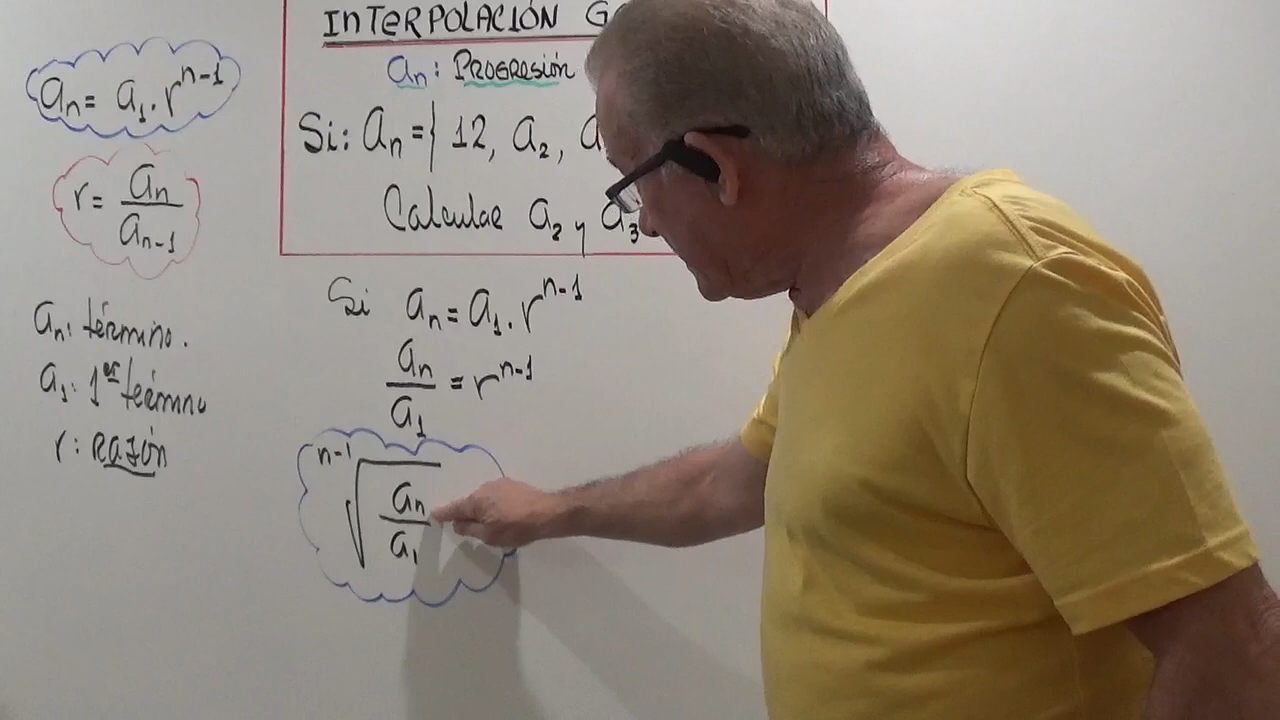 INTERPOLACIÓN G
an: PROGRESIÓN
Si: an = { 12, a2, a
Calcular a2 y a3
an = a1 . r^n-1
r = an / an-1
an: término.
a1: 1er término
r: RAZÓN
Si an = a1 . r^n-1
an / a1 = r^n-1
n-1 √ an / a1